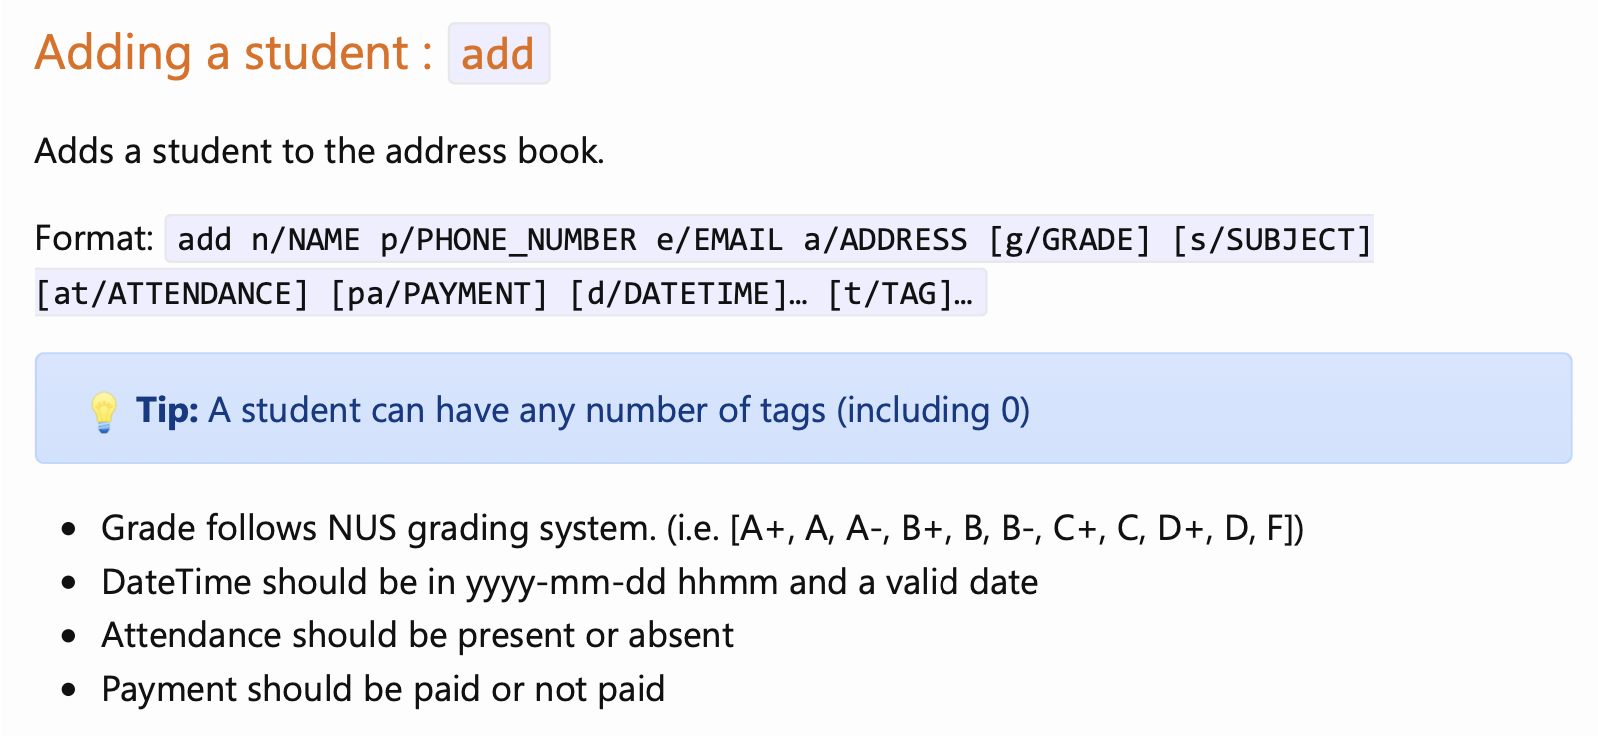 Adding a student : add
Adds a student to the address book.
Format: add n/NAME p/PHONE_NUMBER e/EMAIL a/ADDRESS [g/GRADE] [s/SUBJECT]
[at/ATTENDANCE] [pa/PAYMENT] [d/DATETIME]… [t/TAG]…
💡 Tip: A student can have any number of tags (including 0)
• Grade follows NUS grading system. (i.e. [A+, A, A-, B+, B, B-, C+, C, D+, D, F])
• DateTime should be in yyyy-mm-dd hhmm and a valid date
• Attendance should be present or absent
• Payment should be paid or not paid